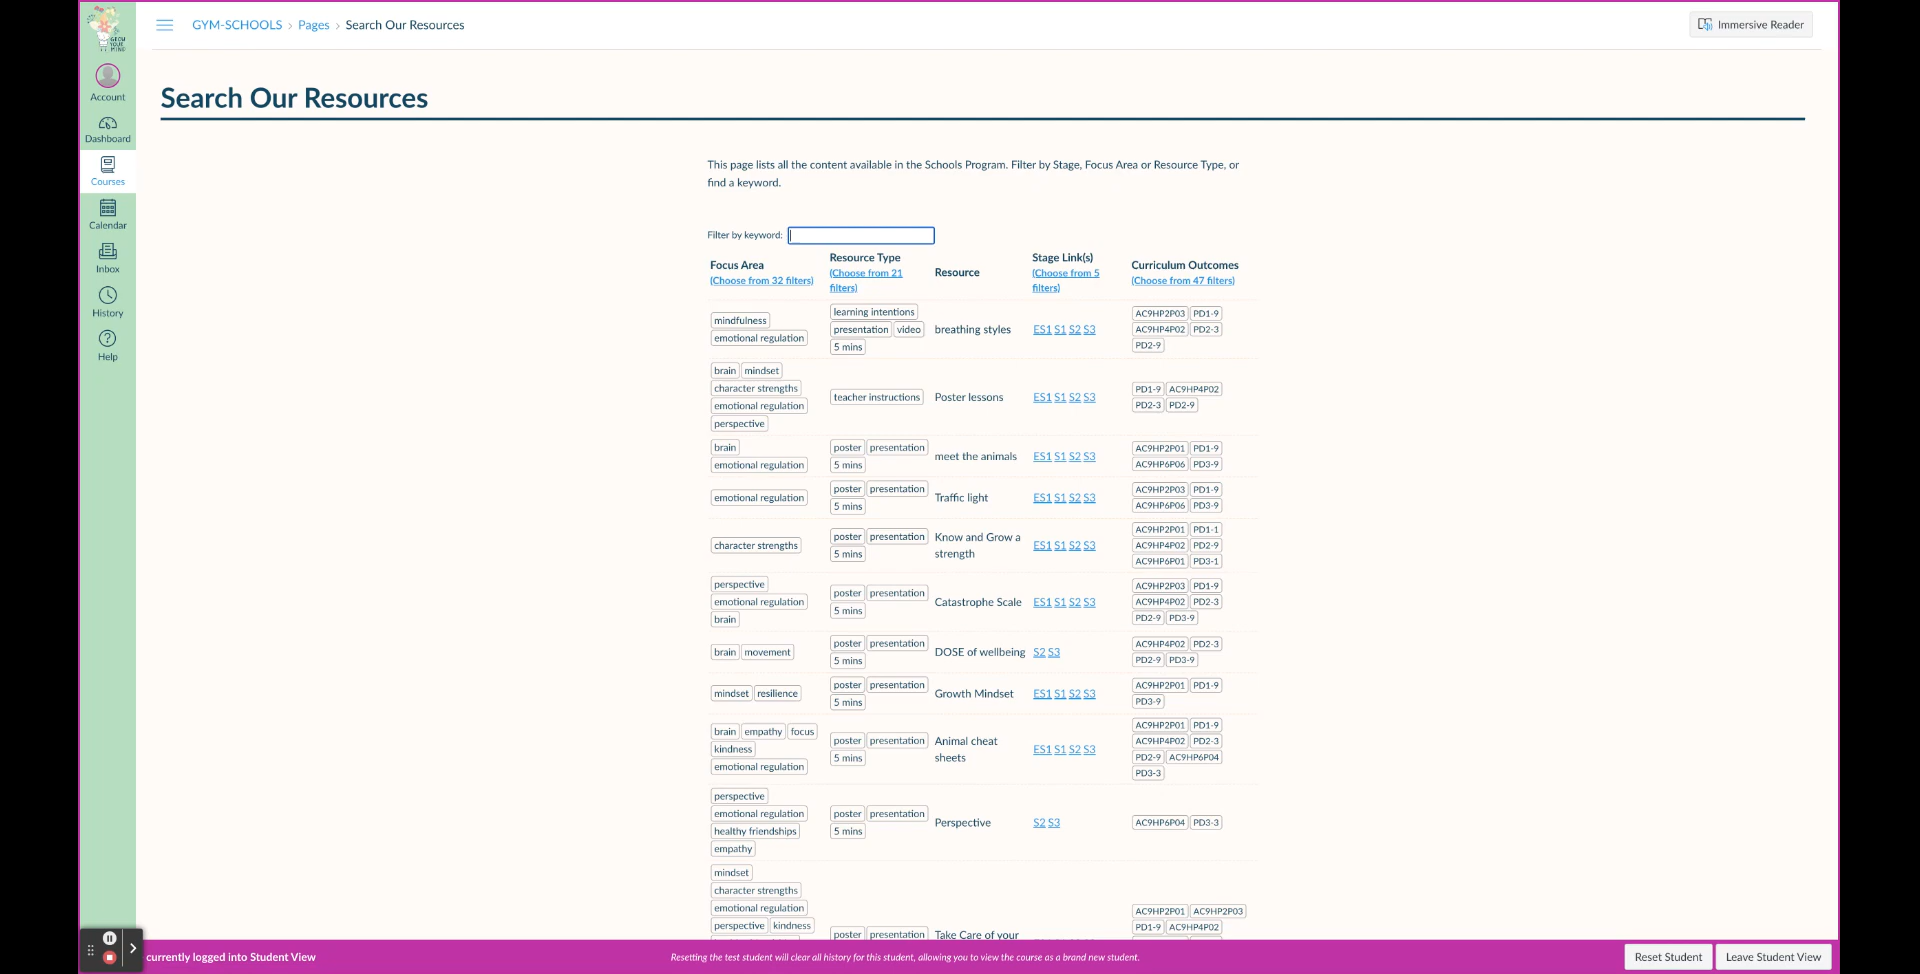 GYM-SCHOOLS › Pages › Search Our Resources
Immersive Reader
GROW YOUR MIND
Account
Dashboard
Courses
Calendar
Inbox
History
Help
Search Our Resources
This page lists all the content available in the Schools Program. Filter by Stage, Focus Area or Resource Type, or
find a keyword.
Filter by keyword:
Focus Area (Choose from 32 filters)
Resource Type (Choose from 21 filters)
Resource
Stage Link(s) (Choose from 5 filters)
Curriculum Outcomes (Choose from 47 filters)
mindfulness
emotional regulation
learning intentions
presentation video
5 mins
breathing styles
ES1 S1 S2 S3
AC9HP2P03 PD1-9
AC9HP4P02 PD2-3
PD2-9
brain mindset
character strengths
emotional regulation
perspective
teacher instructions
Poster lessons
ES1 S1 S2 S3
PD1-9 AC9HP4P02
PD2-3 PD2-9
brain
emotional regulation
poster presentation
5 mins
meet the animals
ES1 S1 S2 S3
AC9HP2P01 PD1-9
AC9HP6P06 PD3-9
emotional regulation
poster presentation
5 mins
Traffic light
ES1 S1 S2 S3
AC9HP2P03 PD1-9
AC9HP6P06 PD3-9
character strengths
poster presentation
5 mins
Know and Grow a
strength
ES1 S1 S2 S3
AC9HP2P01 PD1-1
AC9HP4P02 PD2-9
AC9HP6P01 PD3-1
perspective
emotional regulation
brain
poster presentation
5 mins
Catastrophe Scale
ES1 S1 S2 S3
AC9HP2P03 PD1-9
AC9HP4P02 PD2-3
PD2-9 PD3-9
brain movement
poster presentation
5 mins
DOSE of wellbeing
S2 S3
AC9HP4P02 PD2-3
PD2-9 PD3-9
mindset resilience
poster presentation
5 mins
Growth Mindset
ES1 S1 S2 S3
AC9HP2P01 PD1-9
PD3-9
brain empathy focus
kindness
emotional regulation
poster presentation
5 mins
Animal cheat
sheets
ES1 S1 S2 S3
AC9HP2P01 PD1-9
AC9HP4P02 PD2-3
PD2-9 AC9HP6P04
PD3-3
perspective
emotional regulation
healthy friendships
empathy
poster presentation
5 mins
Perspective
S2 S3
AC9HP6P04 PD3-3
mindset
character strengths
emotional regulation
perspective kindness
poster presentation
Take Care of your
AC9HP2P01 AC9HP2P03
PD1-9 AC9HP4P02
currently logged into Student View
Resetting the test student will clear all history for this student, allowing you to view the course as a brand new student.
Reset Student
Leave Student View